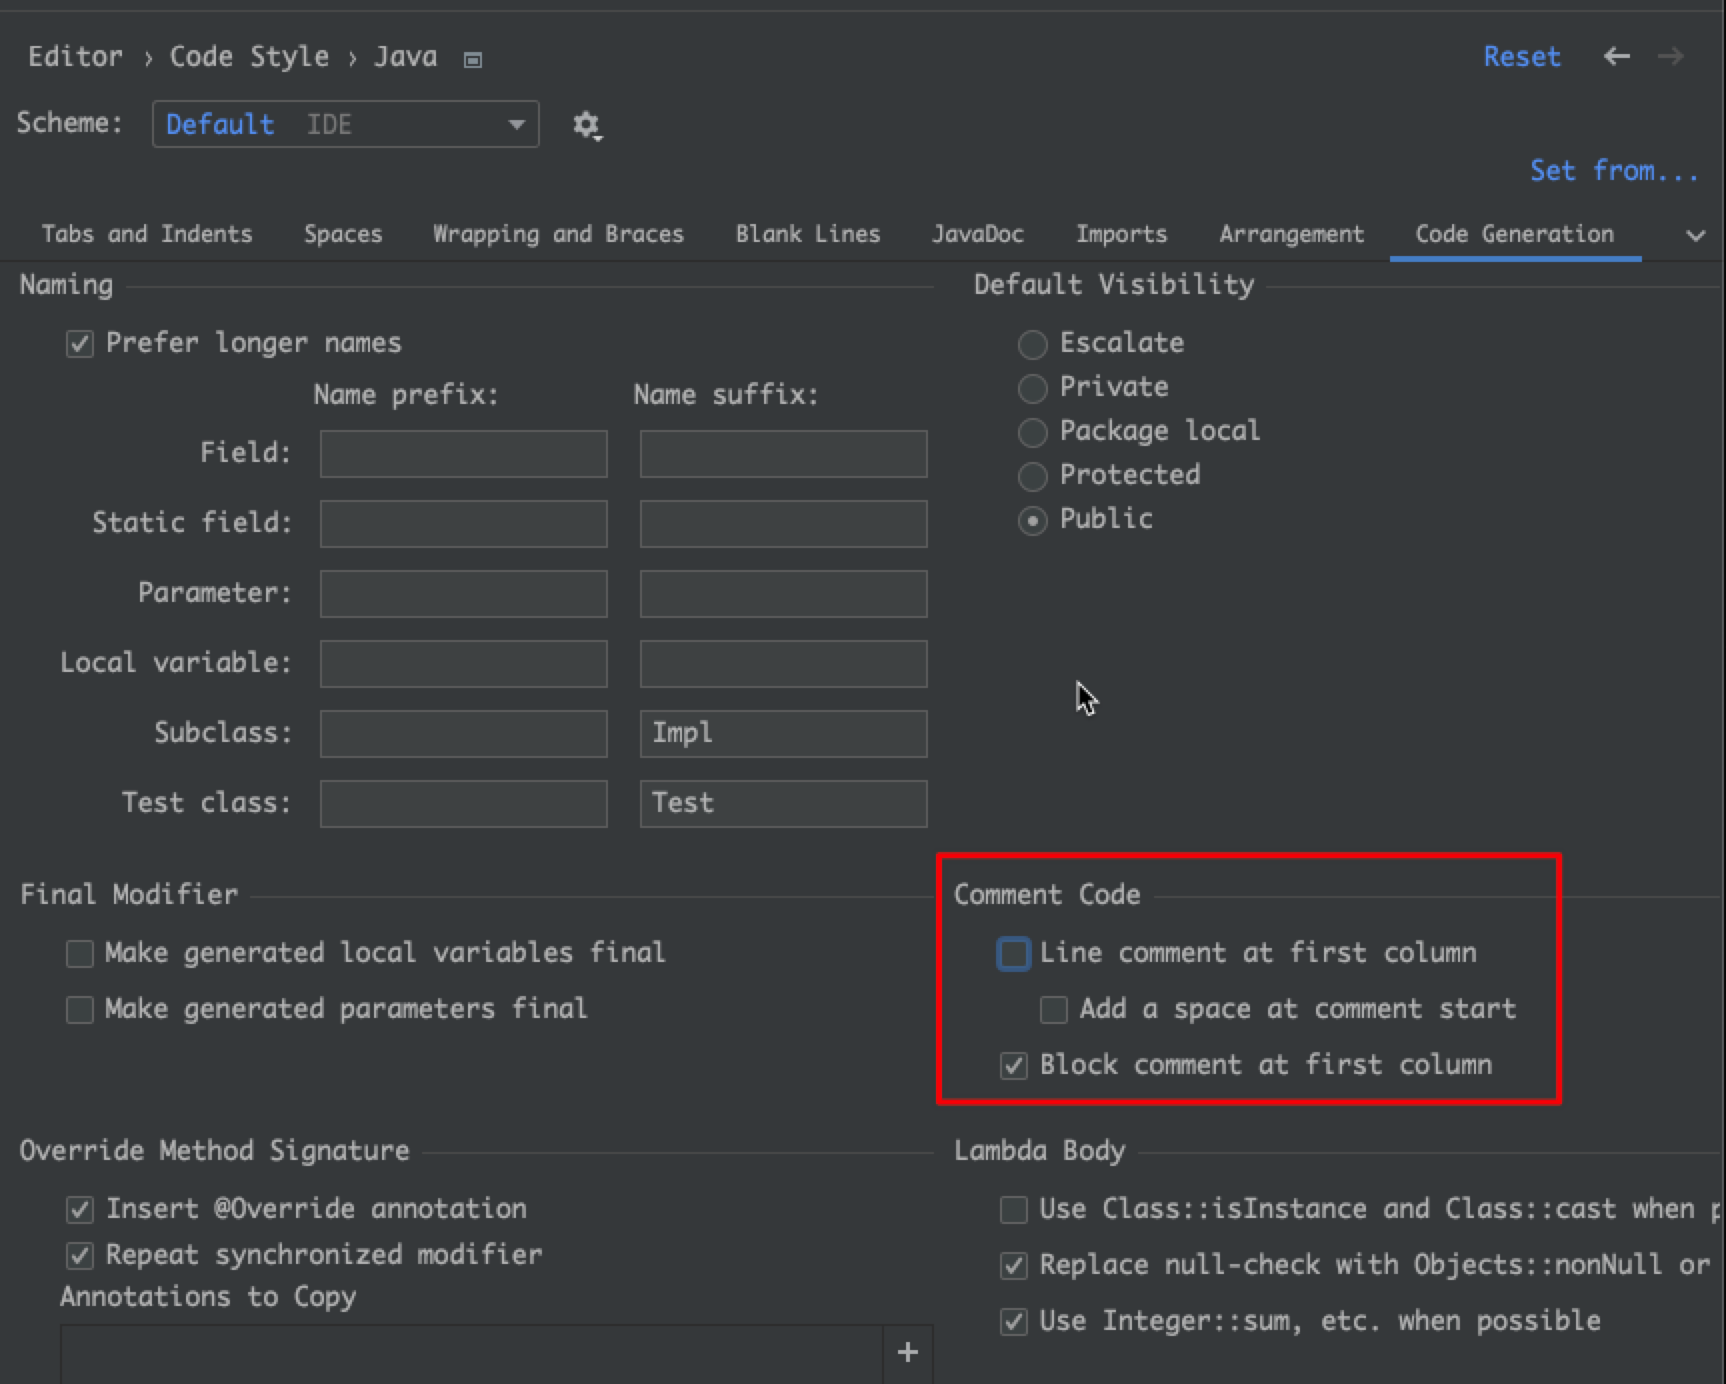 Editor › Code Style › Java
Reset
Scheme: Default IDE
Set from...
Tabs and Indents Spaces Wrapping and Braces Blank Lines JavaDoc Imports Arrangement Code Generation
Naming
Prefer longer names
Name prefix: Name suffix:
Field:
Static field:
Parameter:
Local variable:
Subclass: Impl
Test class: Test
Default Visibility
Escalate
Private
Package local
Protected
Public
Final Modifier
Make generated local variables final
Make generated parameters final
Comment Code
Line comment at first column
Add a space at comment start
Block comment at first column
Override Method Signature
Insert @Override annotation
Repeat synchronized modifier
Annotations to Copy
Lambda Body
Use Class::isInstance and Class::cast when
Replace null-check with Objects::nonNull or
Use Integer::sum, etc. when possible